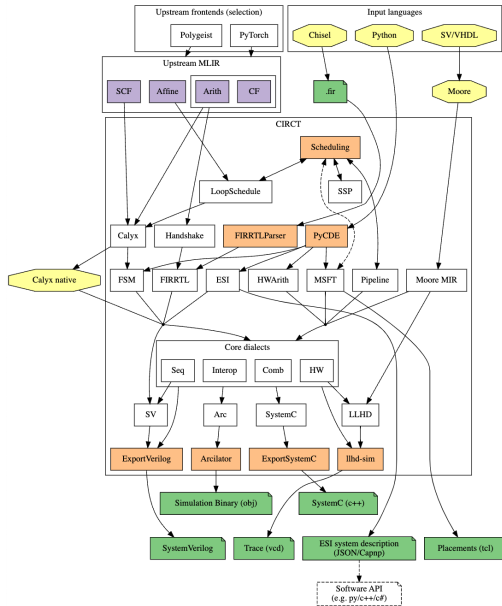 Upstream frontends (selection)
Input languages
Polygeist
PyTorch
Chisel
Python
SV/VHDL
Upstream MLIR
SCF
Affine
Arith
CF
.fir
Moore
CIRCT
Scheduling
LoopSchedule
SSP
Calyx
Handshake
FIRRTLParser
PyCDE
Calyx native
FSM
FIRRTL
ESI
HWArith
MSFT
Pipeline
Moore MIR
Core dialects
Seq
Interop
Comb
HW
SV
Arc
SystemC
LLHD
ExportVerilog
Arcilator
ExportSystemC
llhd-sim
Simulation Binary (obj)
SystemC (c++)
SystemVerilog
Trace (vcd)
ESI system description
(JSON/Capnp)
Placements (tcl)
Software API
(e.g. py/c++/c#)